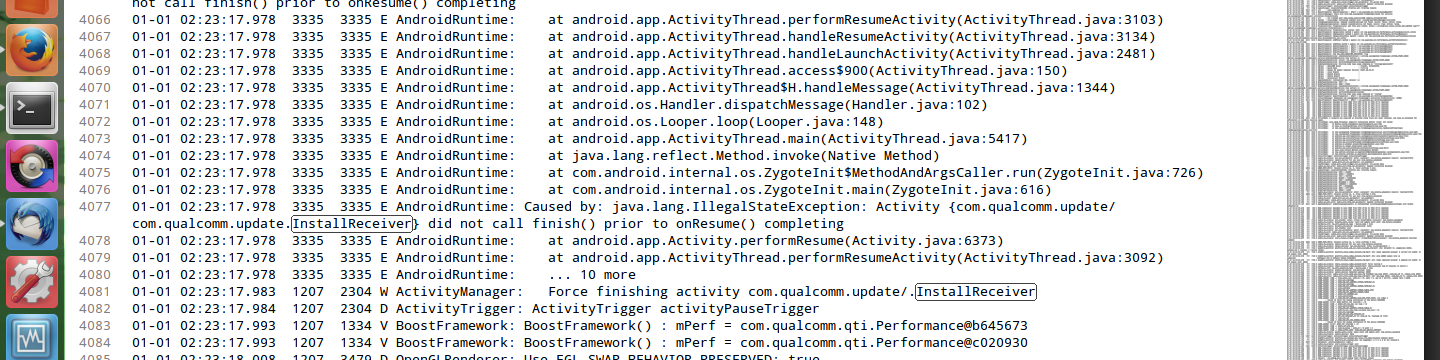 not call finish() prior to onResume() completing
4066 01-01 02:23:17.978 3335 3335 E AndroidRuntime: at android.app.ActivityThread.performResumeActivity(ActivityThread.java:3103)
4067 01-01 02:23:17.978 3335 3335 E AndroidRuntime: at android.app.ActivityThread.handleResumeActivity(ActivityThread.java:3134)
4068 01-01 02:23:17.978 3335 3335 E AndroidRuntime: at android.app.ActivityThread.handleLaunchActivity(ActivityThread.java:2481)
4069 01-01 02:23:17.978 3335 3335 E AndroidRuntime: at android.app.ActivityThread.access$900(ActivityThread.java:150)
4070 01-01 02:23:17.978 3335 3335 E AndroidRuntime: at android.app.ActivityThread$H.handleMessage(ActivityThread.java:1344)
4071 01-01 02:23:17.978 3335 3335 E AndroidRuntime: at android.os.Handler.dispatchMessage(Handler.java:102)
4072 01-01 02:23:17.978 3335 3335 E AndroidRuntime: at android.os.Looper.loop(Looper.java:148)
4073 01-01 02:23:17.978 3335 3335 E AndroidRuntime: at android.app.ActivityThread.main(ActivityThread.java:5417)
4074 01-01 02:23:17.978 3335 3335 E AndroidRuntime: at java.lang.reflect.Method.invoke(Native Method)
4075 01-01 02:23:17.978 3335 3335 E AndroidRuntime: at com.android.internal.os.ZygoteInit$MethodAndArgsCaller.run(ZygoteInit.java:726)
4076 01-01 02:23:17.978 3335 3335 E AndroidRuntime: at com.android.internal.os.ZygoteInit.main(ZygoteInit.java:616)
4077 01-01 02:23:17.978 3335 3335 E AndroidRuntime: Caused by: java.lang.IllegalStateException: Activity {com.qualcomm.update/
com.qualcomm.update.InstallReceiver} did not call finish() prior to onResume() completing
4078 01-01 02:23:17.978 3335 3335 E AndroidRuntime: at android.app.Activity.performResume(Activity.java:6373)
4079 01-01 02:23:17.978 3335 3335 E AndroidRuntime: at android.app.ActivityThread.performResumeActivity(ActivityThread.java:3092)
4080 01-01 02:23:17.978 3335 3335 E AndroidRuntime: ... 10 more
4081 01-01 02:23:17.983 1207 2304 W ActivityManager: Force finishing activity com.qualcomm.update/.InstallReceiver
4082 01-01 02:23:17.984 1207 2304 D ActivityTrigger: ActivityTrigger activityPauseTrigger
4083 01-01 02:23:17.993 1207 1334 V BoostFramework: BoostFramework() : mPerf = com.qualcomm.qti.Performance@b645673
4084 01-01 02:23:17.993 1207 1334 V BoostFramework: BoostFramework() : mPerf = com.qualcomm.qti.Performance@c020930
4085 01-01 02:23:18.008 1207 3479 D OpenGLRenderer: Use EGL_SWAP_BEHAVIOR_PRESERVED: true